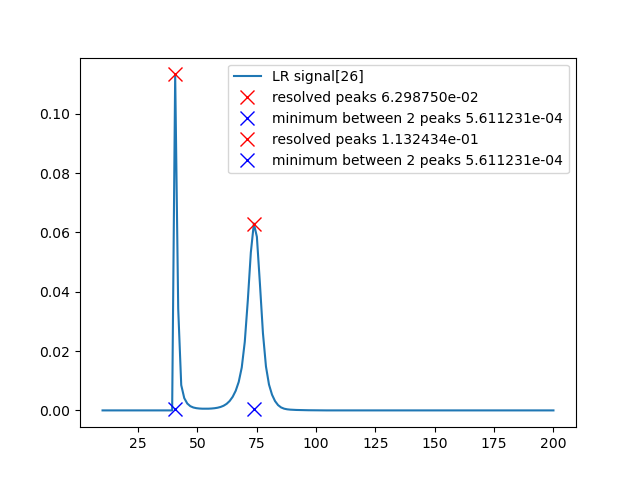 LR signal[26]
resolved peaks 6.298750e-02
minimum between 2 peaks 5.611231e-04
resolved peaks 1.132434e-01
minimum between 2 peaks 5.611231e-04
0.10
0.08
0.06
0.04
0.02
0.00
25 50 75 100 125 150 175 200